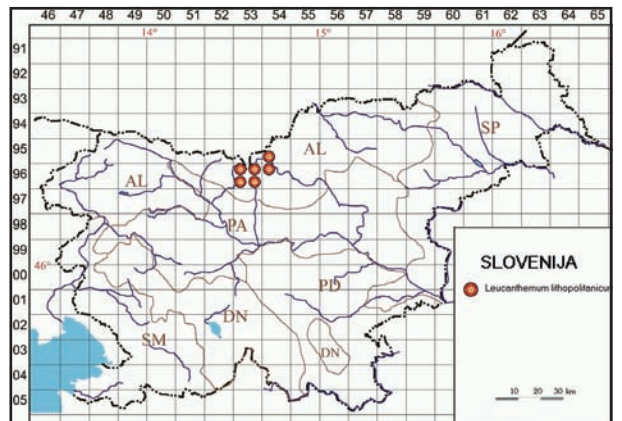 46 47 48 49 50 51 52 53 54 55 56 57 58 59 60 61 62 63 64 65
14° 15° 16°
91
92
93
94
95
96
97
98
99
00
01
02
03
04
05
46°
SP
AL
AL
PA
PD
DN
SM
DN
SLOVENIJA
Leucanthemum lithopolitanicum
10 20 30 km